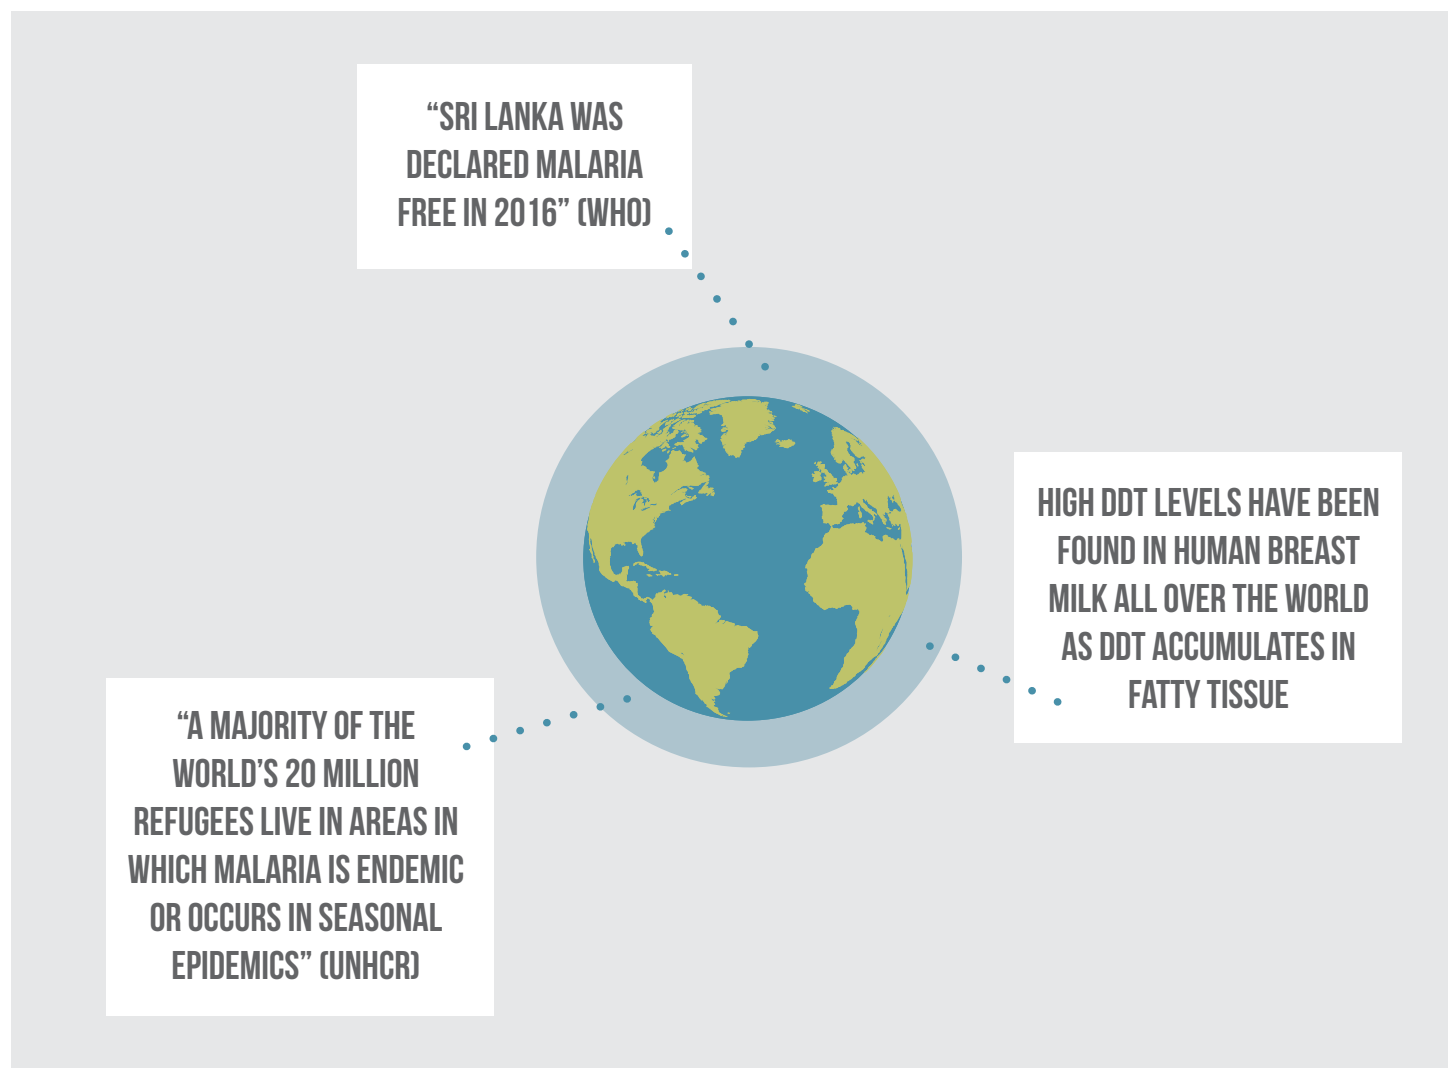 “SRI LANKA WAS
DECLARED MALARIA
FREE IN 2016” (WHO)
HIGH DDT LEVELS HAVE BEEN
FOUND IN HUMAN BREAST
MILK ALL OVER THE WORLD
AS DDT ACCUMULATES IN
FATTY TISSUE
“A MAJORITY OF THE
WORLD’S 20 MILLION
REFUGEES LIVE IN AREAS IN
WHICH MALARIA IS ENDEMIC
OR OCCURS IN SEASONAL
EPIDEMICS” (UNHCR)